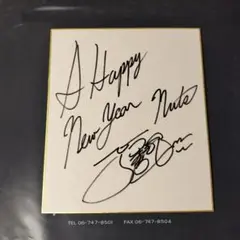 A Happy
New Year Nuts
TEL 06-747-8501 FAX 06-747-8504